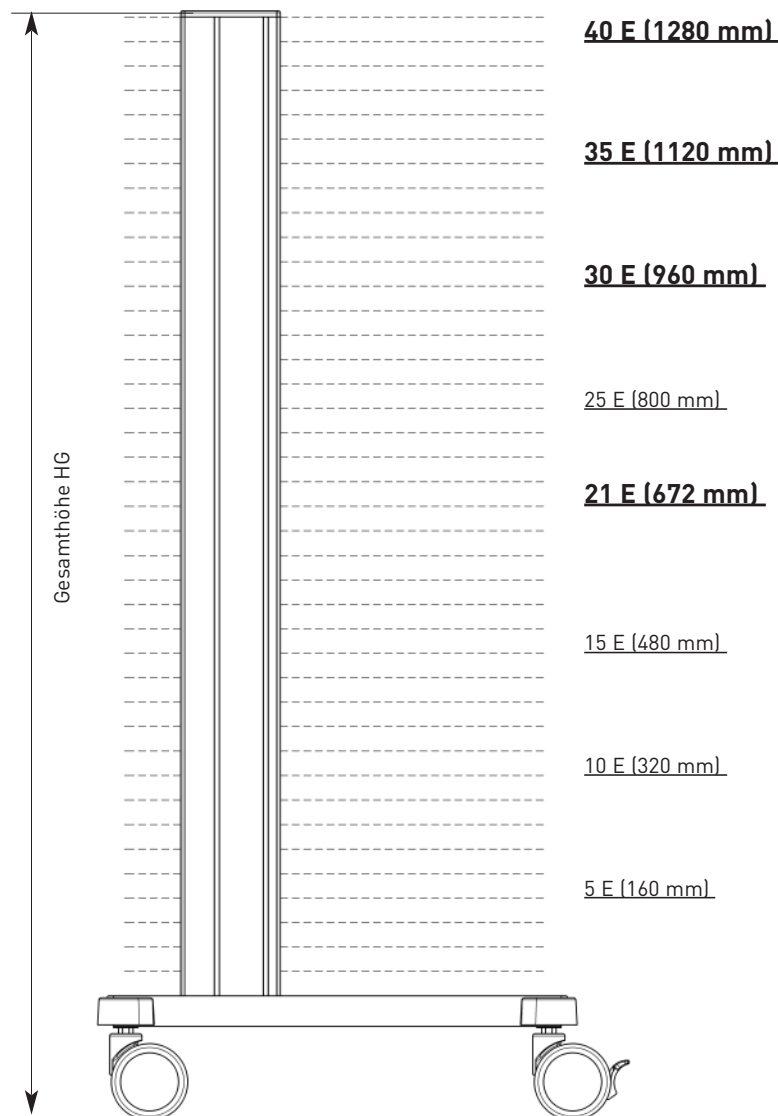 40 E (1280 mm)
35 E (1120 mm)
30 E (960 mm)
25 E (800 mm)
Gesamthöhe HG
21 E (672 mm)
15 E (480 mm)
10 E (320 mm)
5 E (160 mm)